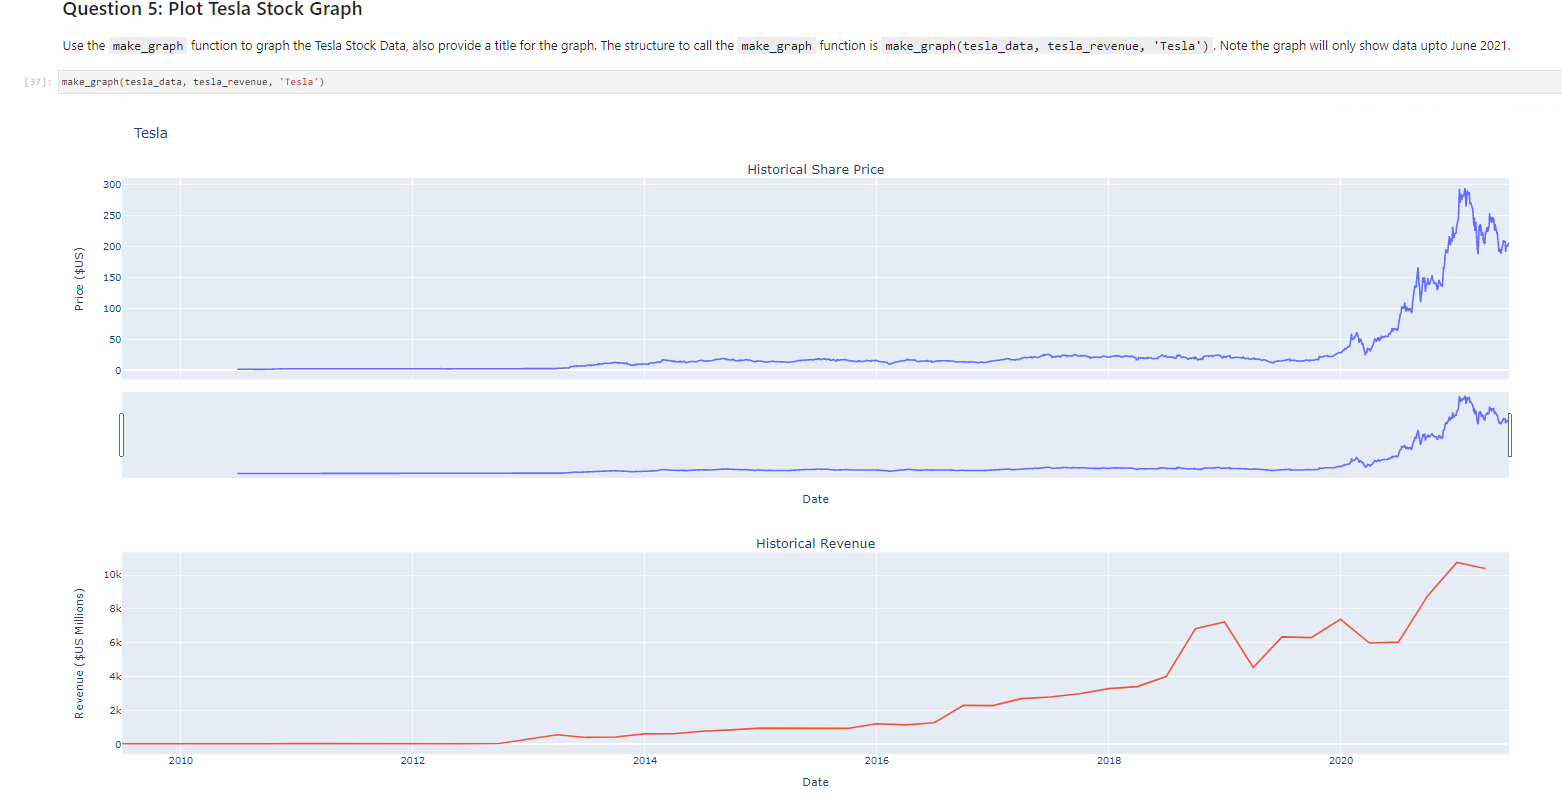 Question 5: Plot Tesla Stock Graph
Use the make_graph function to graph the Tesla Stock Data, also provide a title for the graph. The structure to call the make_graph function is make_graph(tesla_data, tesla_revenue, 'Tesla'). Note the graph will only show data upto June 2021.
[37]: make_graph(tesla_data, tesla_revenue, 'Tesla')
Tesla
Historical Share Price
300
250
200
150
100
50
0
Price ($US)
Date
Historical Revenue
10k
8k
6k
4k
2k
0
Revenue ($US Millions)
2010 2012 2014 2016 2018 2020
Date